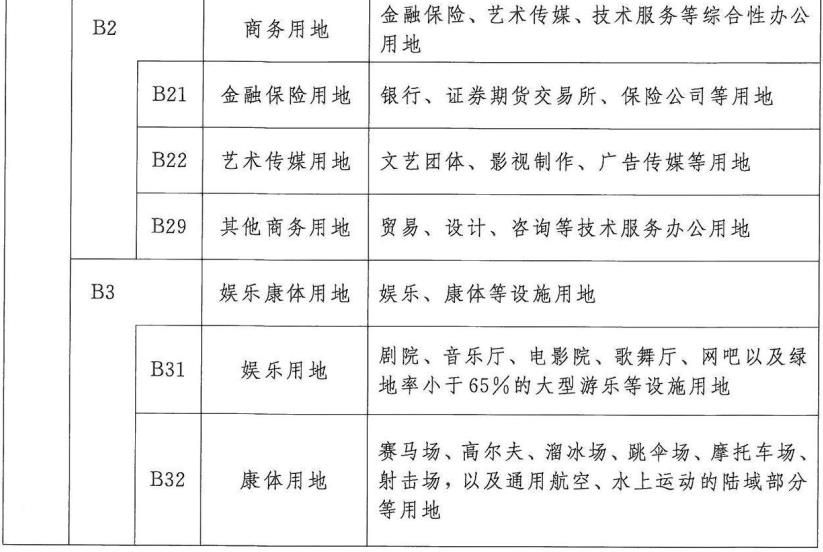 B2 商务用地 金融保险、艺术传媒、技术服务等综合性办公
用地
B21 金融保险用地 银行、证券期货交易所、保险公司等用地
B22 艺术传媒用地 文艺团体、影视制作、广告传媒等用地
B29 其他商务用地 贸易、设计、咨询等技术服务办公用地
B3 娱乐康体用地 娱乐、康体等设施用地
B31 娱乐用地 剧院、音乐厅、电影院、歌舞厅、网吧以及绿
地率小于65%的大型游乐等设施用地
B32 康体用地 赛马场、高尔夫、溜冰场、跳伞场、摩托车场、
射击场，以及通用航空、水上运动的陆域部分
等用地